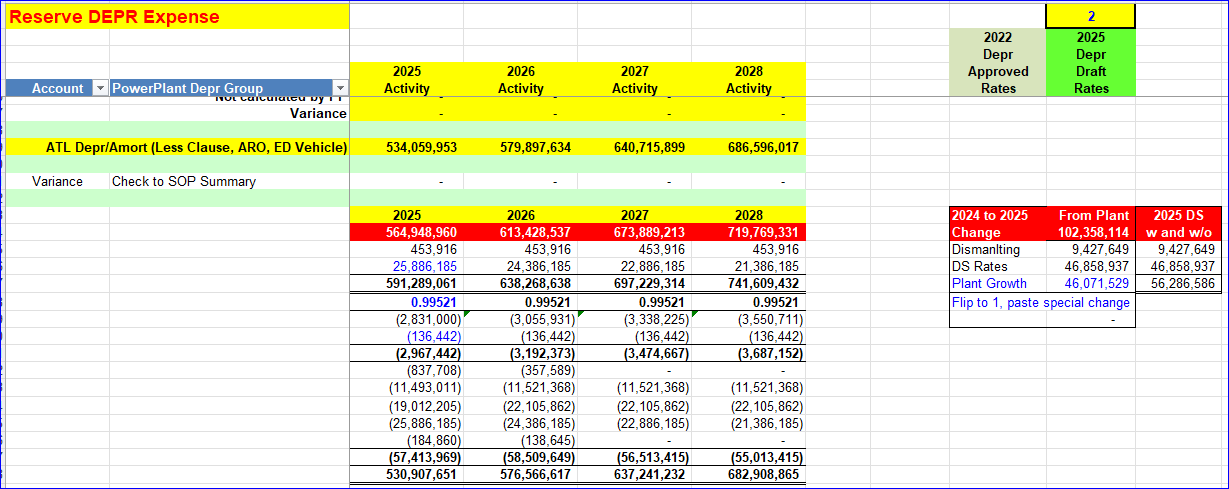 Reserve DEPR Expense 2
2022 2025
Depr Depr
2025 2026 2027 2028 Approved Draft
Account PowerPlant Depr Group Activity Activity Activity Activity Rates Rates
- - - -
Variance - - - -
ATL Depr/Amort (Less Clause, ARO, ED Vehicle) 534,059,953 579,897,634 640,715,899 686,596,017
Variance Check to SOP Summary - - - -
2025 2026 2027 2028 2024 to 2025 From Plant 2025 DS
564,948,960 613,428,537 673,889,213 719,769,331 Change 102,358,114 w and w/o
453,916 453,916 453,916 453,916 Dismanlting 9,427,649 9,427,649
25,886,185 24,386,185 22,886,185 21,386,185 DS Rates 46,858,937 46,858,937
591,289,061 638,268,638 697,229,314 741,609,432 Plant Growth 46,071,529 56,286,586
0.99521 0.99521 0.99521 0.99521 Flip to 1, paste special change
(2,831,000) (3,055,931) (3,338,225) (3,550,711) -
(136,442) (136,442) (136,442) (136,442)
(2,967,442) (3,192,373) (3,474,667) (3,687,152)
(837,708) (357,589) - -
(11,493,011) (11,521,368) (11,521,368) (11,521,368)
(19,012,205) (22,105,862) (22,105,862) (22,105,862)
(25,886,185) (24,386,185) (22,886,185) (21,386,185)
(184,860) (138,645) - -
(57,413,969) (58,509,649) (56,513,415) (55,013,415)
530,907,651 576,566,617 637,241,232 682,908,865